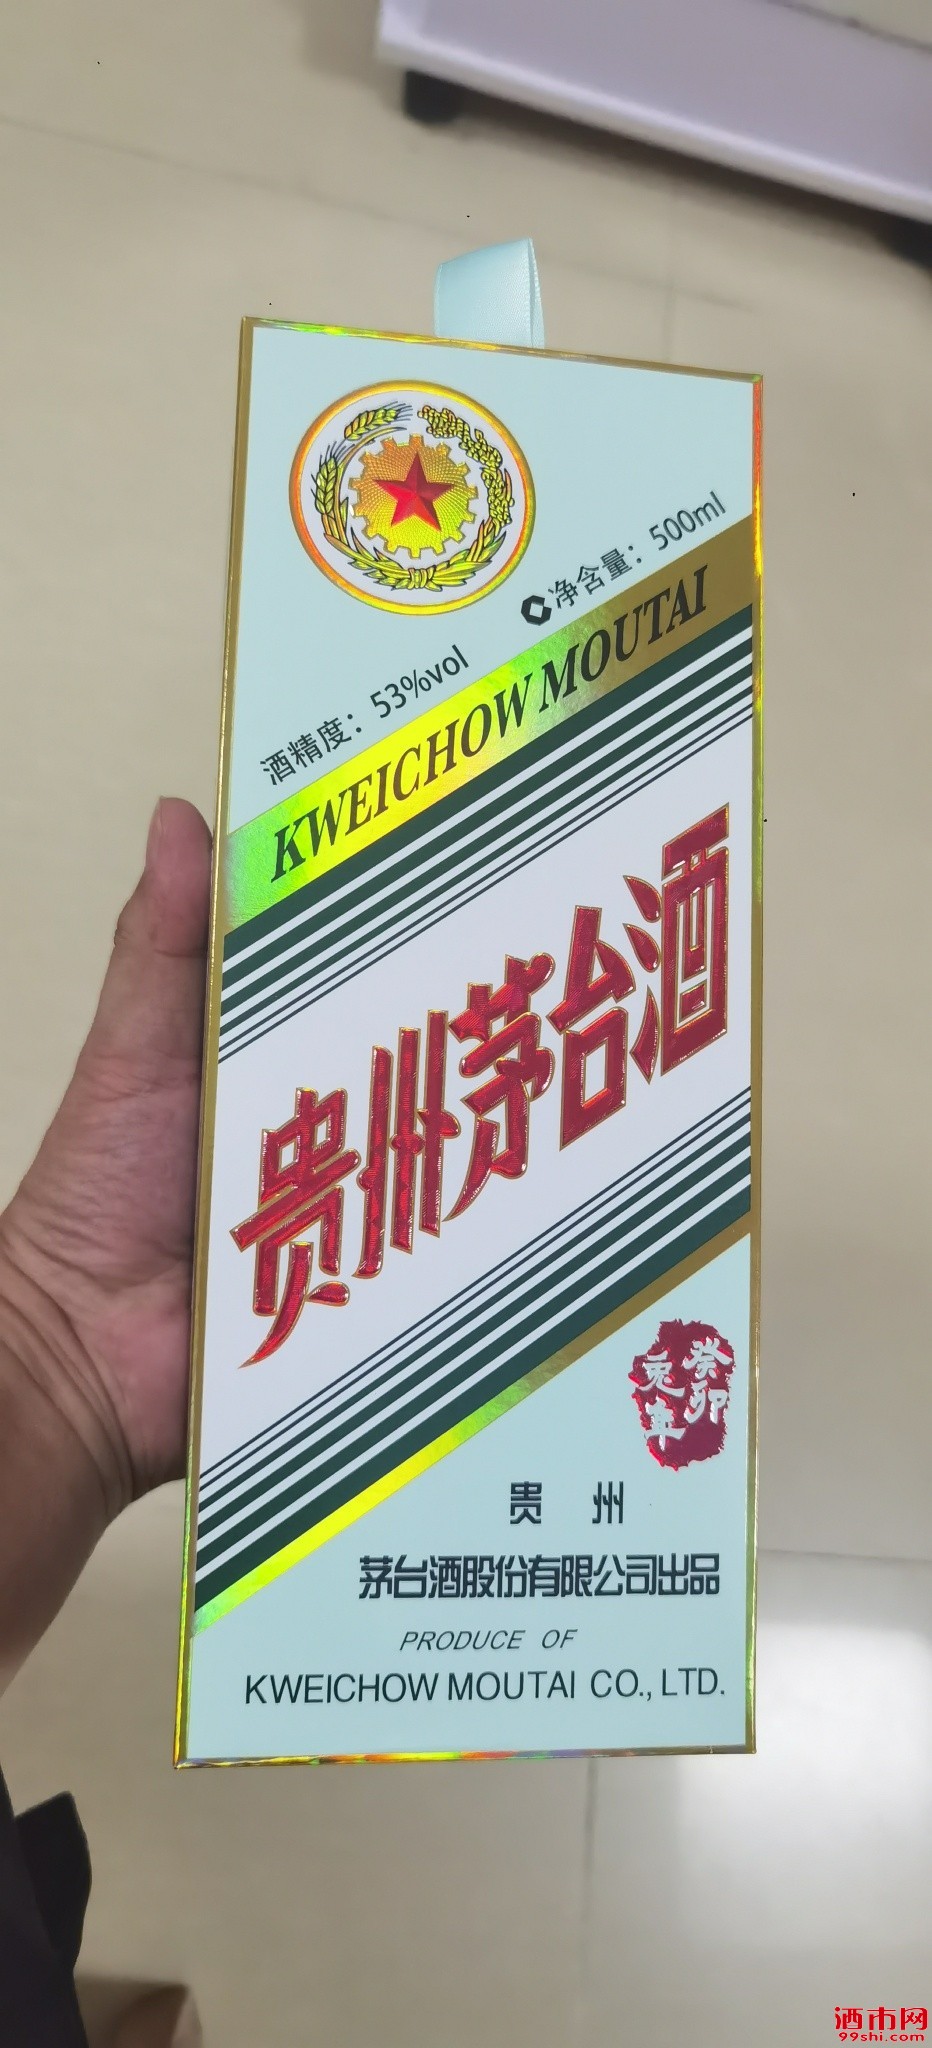 酒精度：53%vol
净含量：500ml
KWEICHOW MOUTAI
贵州茅台酒
癸卯
兔年
贵 州
茅台酒股份有限公司出品
PRODUCE OF
KWEICHOW MOUTAI CO., LTD.
酒市网
99shi.com